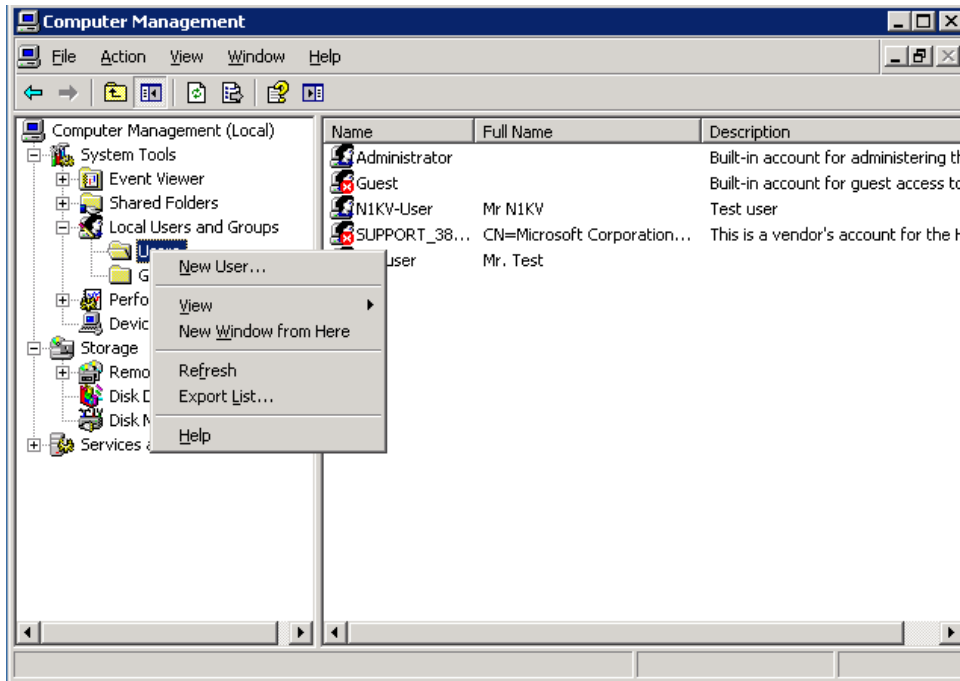 Computer Management
File Action View Window Help
Computer Management (Local)
System Tools
Event Viewer
Shared Folders
Local Users and Groups
G
Perfo
Devic
Storage
Remo
Disk
Disk
Services
New User...
View
New Window from Here
Refresh
Export List...
Help
Name Full Name Description
Administrator Built-in account for administering th
Guest Built-in account for guest access to
N1KV-User Mr N1KV Test user
SUPPORT_38... CN=Microsoft Corporation... This is a vendor's account for the H
user Mr. Test